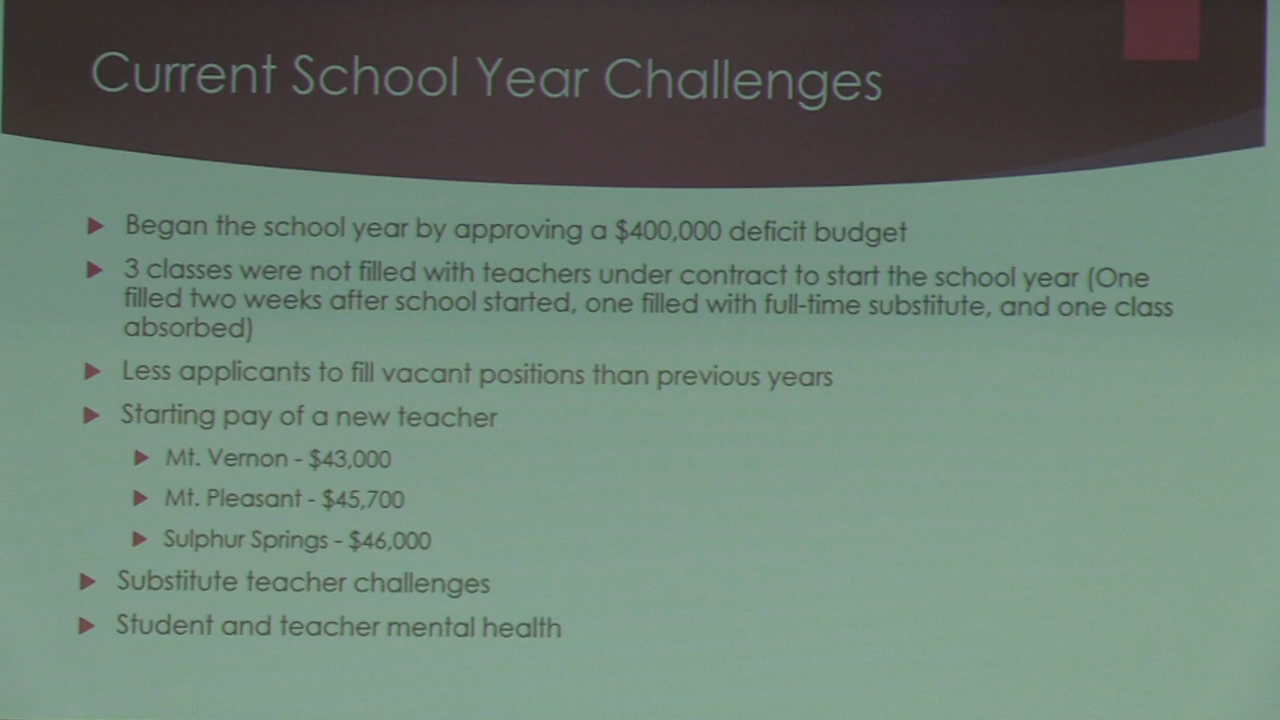 Current School Year Challenges
Began the school year by approving a $400,000 deficit budget
3 classes were not filled with teachers under contract to start the school year (One
filled two weeks after school started, one filled with full-time substitute, and one class
absorbed)
Less applicants to fill vacant positions than previous years
Starting pay of a new teacher
Mt. Vernon - $43,000
Mt. Pleasant - $45,700
Sulphur Springs - $46,000
Substitute teacher challenges
Student and teacher mental health